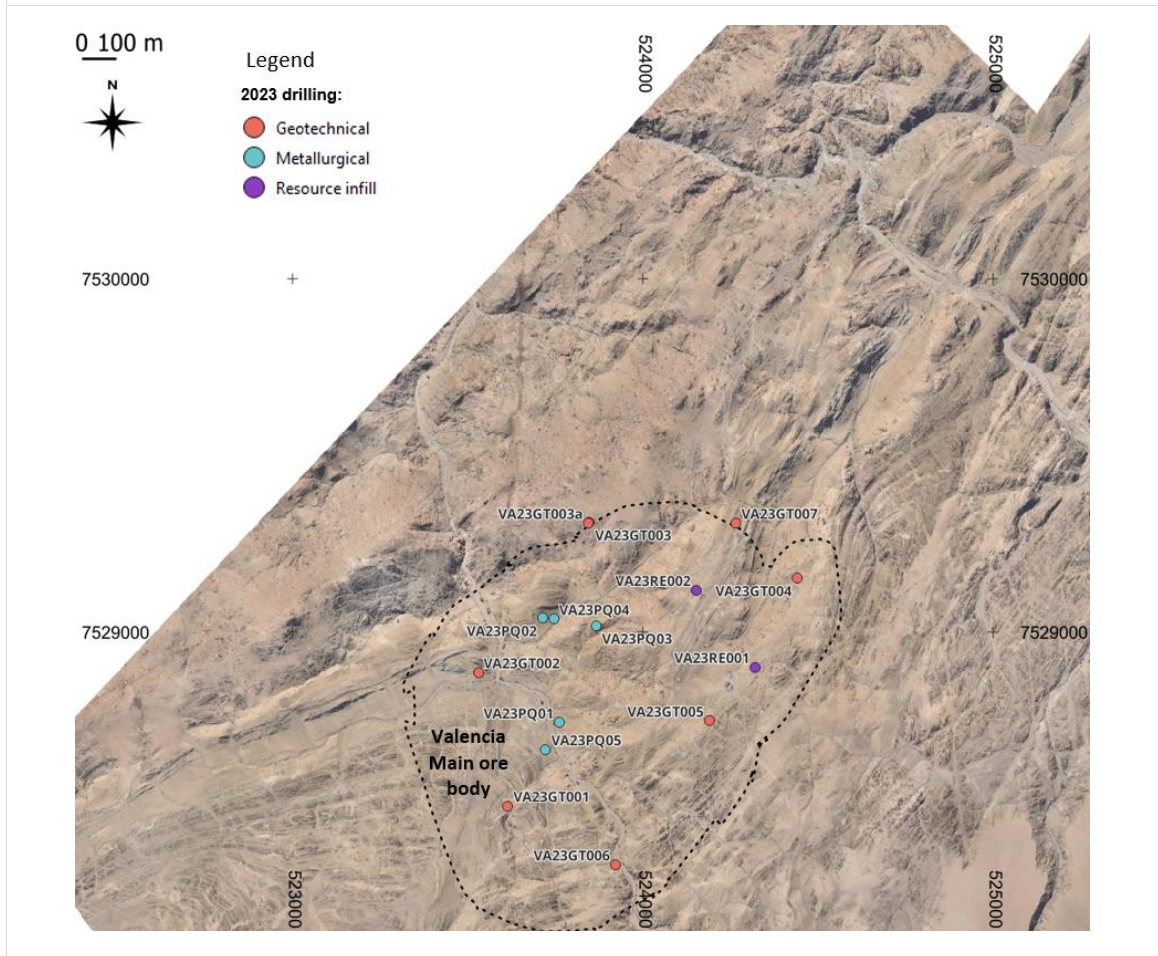 0 100 m
N
Legend
2023 drilling:
Geotechnical
Metallurgical
Resource infill
524000
525000
7530000
7530000
VA23GT003a
VA23GT007
VA23GT003
VA23RE002
VA23GT004
VA23PQ04
VA23PQ02
VA23PQ03
7529000
7529000
VA23RE001
VA23GT002
VA23PQ01
VA23GT005
Valencia
Main ore
body
VA23PQ05
VA23GT001
VA23GT006
523000
524000
525000